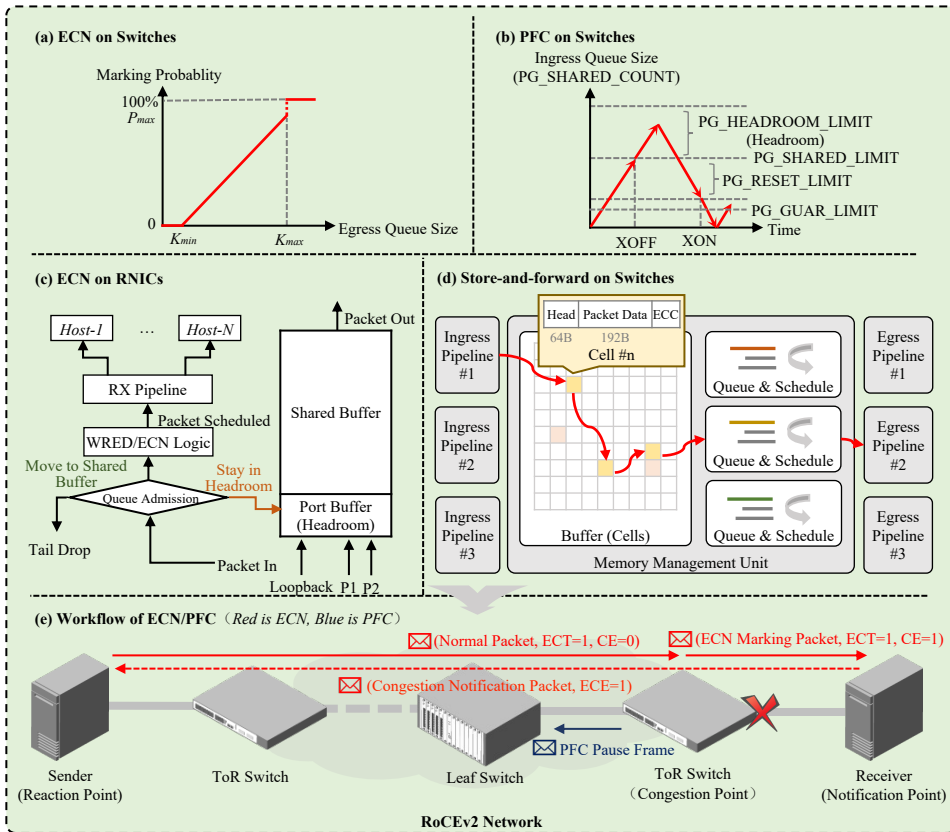 (a) ECN on Switches
Marking Probablity
100%
Pmax
0
Kmin
Kmax
Egress Queue Size
(b) PFC on Switches
Ingress Queue Size
(PG_SHARED_COUNT)
PG_HEADROOM_LIMIT
(Headroom)
PG_SHARED_LIMIT
PG_RESET_LIMIT
PG_GUAR_LIMIT
Time
XOFF
XON
(c) ECN on RNICs
Host-1
...
Host-N
RX Pipeline
Packet Scheduled
WRED/ECN Logic
Move to Shared
Buffer
Queue Admission
Stay in
Headroom
Tail Drop
Packet In
Packet Out
Shared Buffer
Port Buffer
(Headroom)
Loopback
P1
P2
(d) Store-and-forward on Switches
Ingress
Pipeline
#1
Ingress
Pipeline
#2
Ingress
Pipeline
#3
Head
Packet Data
ECC
64B
192B
Cell #n
Buffer (Cells)
Queue & Schedule
Queue & Schedule
Queue & Schedule
Memory Management Unit
Egress
Pipeline
#1
Egress
Pipeline
#2
Egress
Pipeline
#3
(e) Workflow of ECN/PFC（Red is ECN, Blue is PFC）
(Normal Packet, ECT=1, CE=0)
(ECN Marking Packet, ECT=1, CE=1)
(Congestion Notification Packet, ECE=1)
PFC Pause Frame
Sender
(Reaction Point)
ToR Switch
Leaf Switch
ToR Switch
（Congestion Point）
Receiver
(Notification Point)
RoCEv2 Network